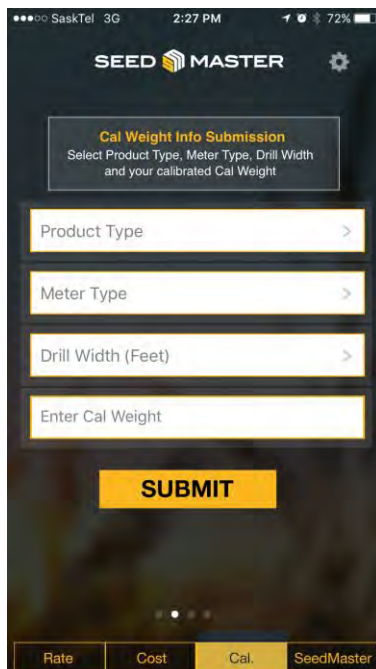 SaskTel 3G 2:27 PM 72%
SEED MASTER
Cal Weight Info Submission
Select Product Type, Meter Type, Drill Width
and your calibrated Cal Weight
Product Type >
Meter Type >
Drill Width (Feet) >
Enter Cal Weight
SUBMIT
Rate Cost Cal. SeedMaster